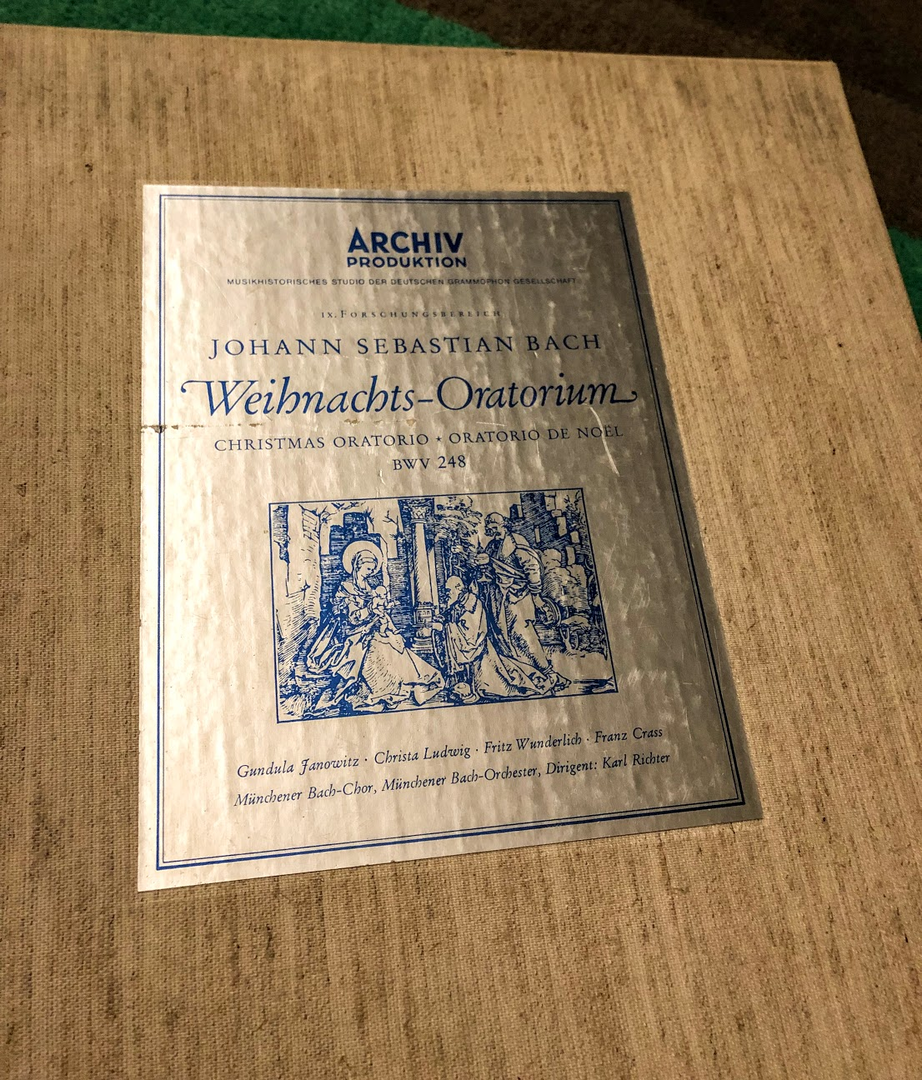 ARCHIV
PRODUKTION
MUSIKHISTORISCHES STUDIO DER DEUTSCHEN GRAMMOPHON GESELLSCHAFT
IX. FORSCHUNGSBEREICH
JOHANN SEBASTIAN BACH
Weihnachts-Oratorium
CHRISTMAS ORATORIO ⋆ ORATORIO DE NOËL
BWV 248
Gundula Janowitz · Christa Ludwig · Fritz Wunderlich · Franz Crass
Münchener Bach-Chor, Münchener Bach-Orchester, Dirigent: Karl Richter